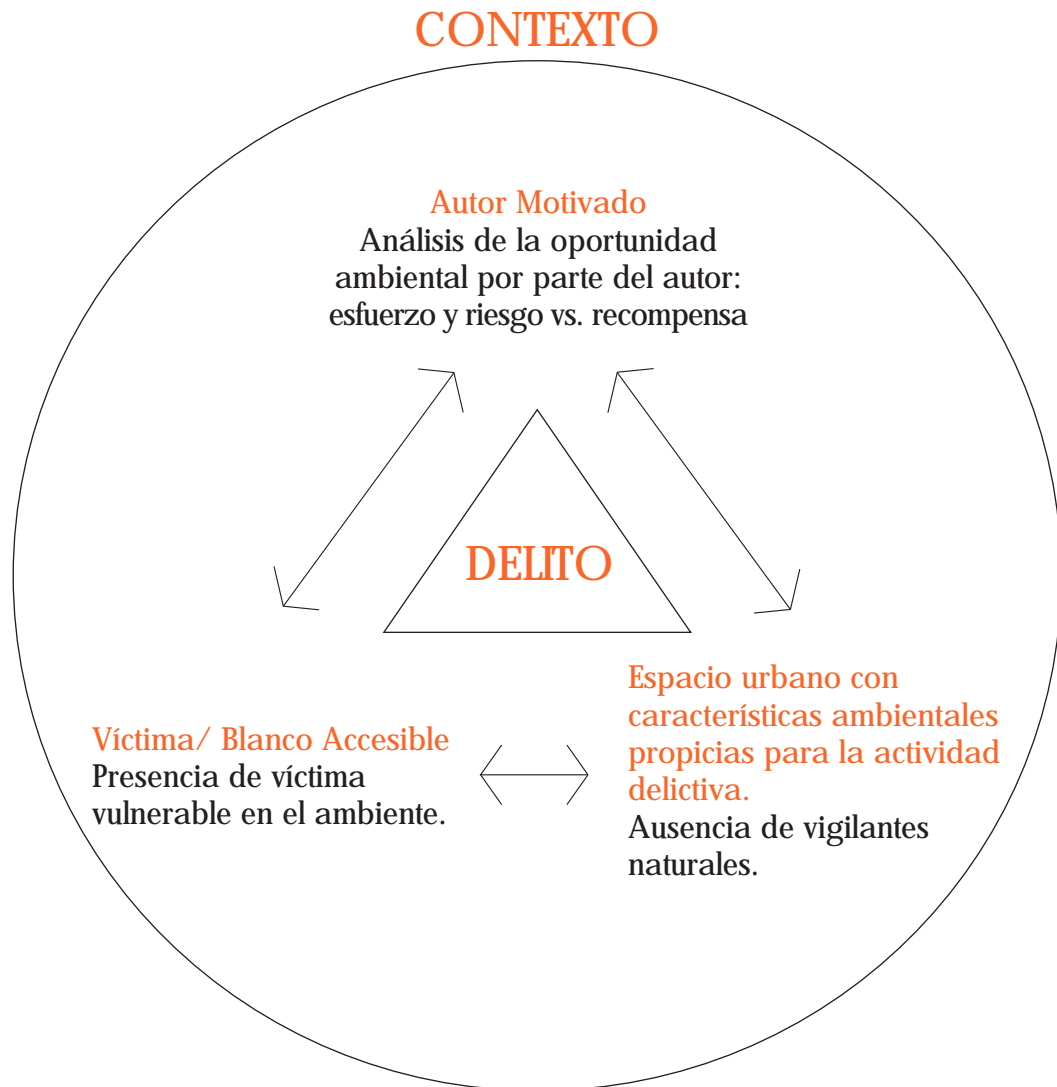 CONTEXTO
Autor Motivado
Análisis de la oportunidad
ambiental por parte del autor:
esfuerzo y riesgo vs. recompensa
DELITO
Víctima/ Blanco Accesible
Presencia de víctima
vulnerable en el ambiente.
Espacio urbano con
características ambientales
propicias para la actividad
delictiva.
Ausencia de vigilantes
naturales.